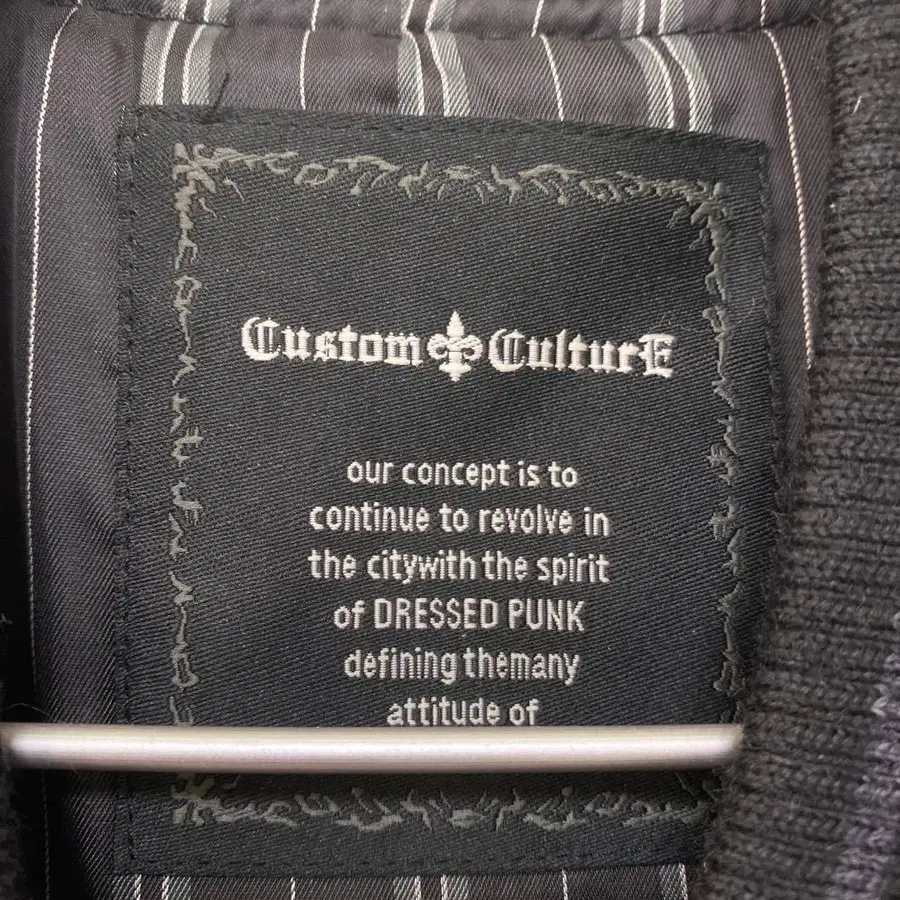 Custom CulturE
our concept is to
continue to revolve in
the citywith the spirit
of DRESSED PUNK
defining themany
attitude of